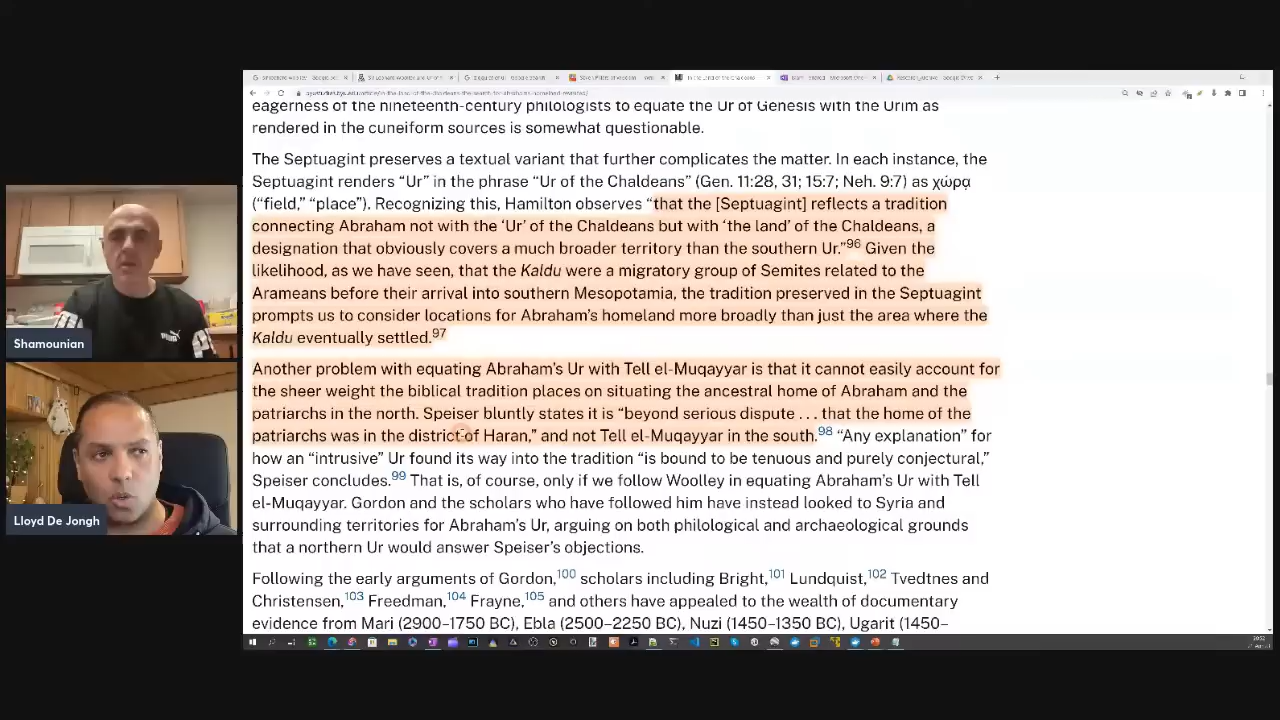 eagerness of the nineteenth-century philologists to equate the Ur of Genesis with the Urim as
rendered in the cuneiform sources is somewhat questionable.
The Septuagint preserves a textual variant that further complicates the matter. In each instance, the
Septuagint renders “Ur” in the phrase “Ur of the Chaldeans” (Gen. 11:28, 31; 15:7; Neh. 9:7) as χώρᾳ
(“field,” “place”). Recognizing this, Hamilton observes “that the [Septuagint] reflects a tradition
connecting Abraham not with the ‘Ur’ of the Chaldeans but with ‘the land’ of the Chaldeans, a
designation that obviously covers a much broader territory than the southern Ur.”96 Given the
likelihood, as we have seen, that the Kaldu were a migratory group of Semites related to the
Arameans before their arrival into southern Mesopotamia, the tradition preserved in the Septuagint
prompts us to consider locations for Abraham’s homeland more broadly than just the area where the
Kaldu eventually settled.97
Another problem with equating Abraham’s Ur with Tell el-Muqayyar is that it cannot easily account for
the sheer weight the biblical tradition places on situating the ancestral home of Abraham and the
patriarchs in the north. Speiser bluntly states it is “beyond serious dispute . . . that the home of the
patriarchs was in the district of Haran,” and not Tell el-Muqayyar in the south.98 “Any explanation” for
how an “intrusive” Ur found its way into the tradition “is bound to be tenuous and purely conjectural,”
Speiser concludes.99 That is, of course, only if we follow Woolley in equating Abraham’s Ur with Tell
el-Muqayyar. Gordon and the scholars who have followed him have instead looked to Syria and
surrounding territories for Abraham’s Ur, arguing on both philological and archaeological grounds
that a northern Ur would answer Speiser’s objections.
Following the early arguments of Gordon,100 scholars including Bright,101 Lundquist,102 Tvedtnes and
Christensen,103 Freedman,104 Frayne,105 and others have appealed to the wealth of documentary
evidence from Mari (2900–1750 BC), Ebla (2500–2250 BC), Nuzi (1450–1350 BC), Ugarit (1450–
Shamounian
PUMA
Lloyd De Jongh